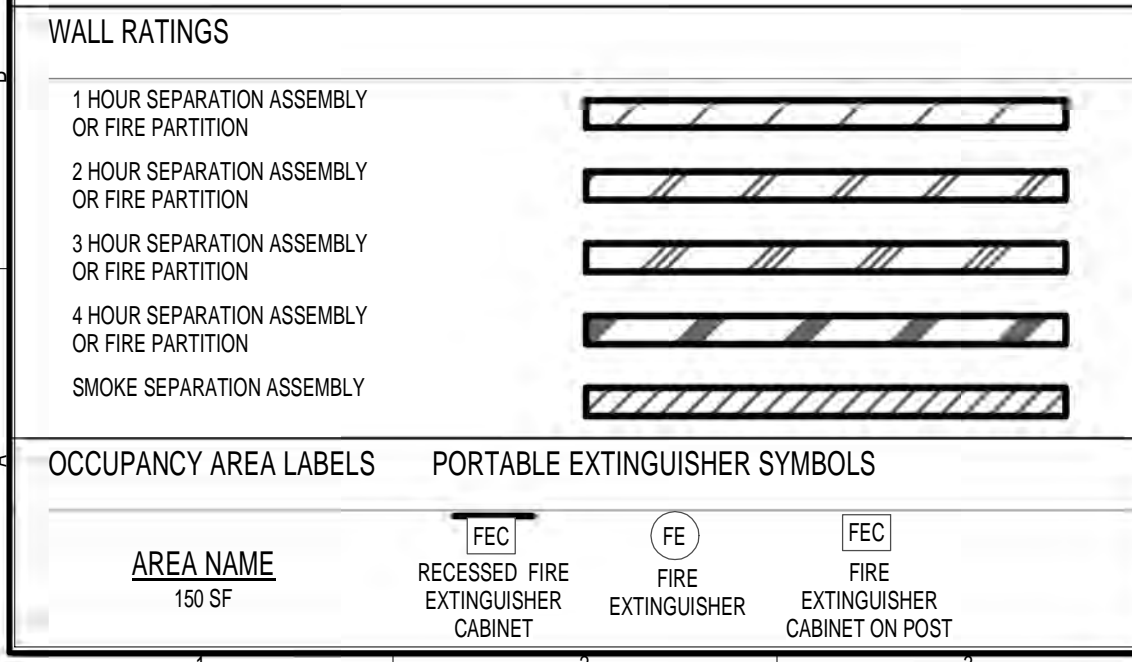 WALL RATINGS
1 HOUR SEPARATION ASSEMBLY
OR FIRE PARTITION
2 HOUR SEPARATION ASSEMBLY
OR FIRE PARTITION
3 HOUR SEPARATION ASSEMBLY
OR FIRE PARTITION
4 HOUR SEPARATION ASSEMBLY
OR FIRE PARTITION
SMOKE SEPARATION ASSEMBLY
OCCUPANCY AREA LABELS
PORTABLE EXTINGUISHER SYMBOLS
AREA NAME
150 SF
FEC
RECESSED FIRE
EXTINGUISHER
CABINET
FE
FIRE
EXTINGUISHER
FEC
FIRE
EXTINGUISHER
CABINET ON POST